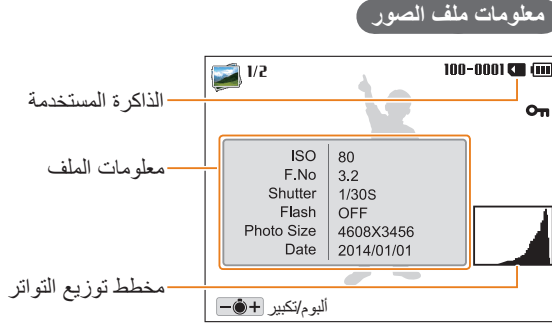 معلومات ملف الصور
1/2
100-0001
الذاكرة المستخدمة
معلومات الملف
ISO 80
F.No 3.2
Shutter 1/30S
Flash OFF
Photo Size 4608X3456
Date 2014/01/01
مخطط توزيع التواتر
ألبوم/تكبير